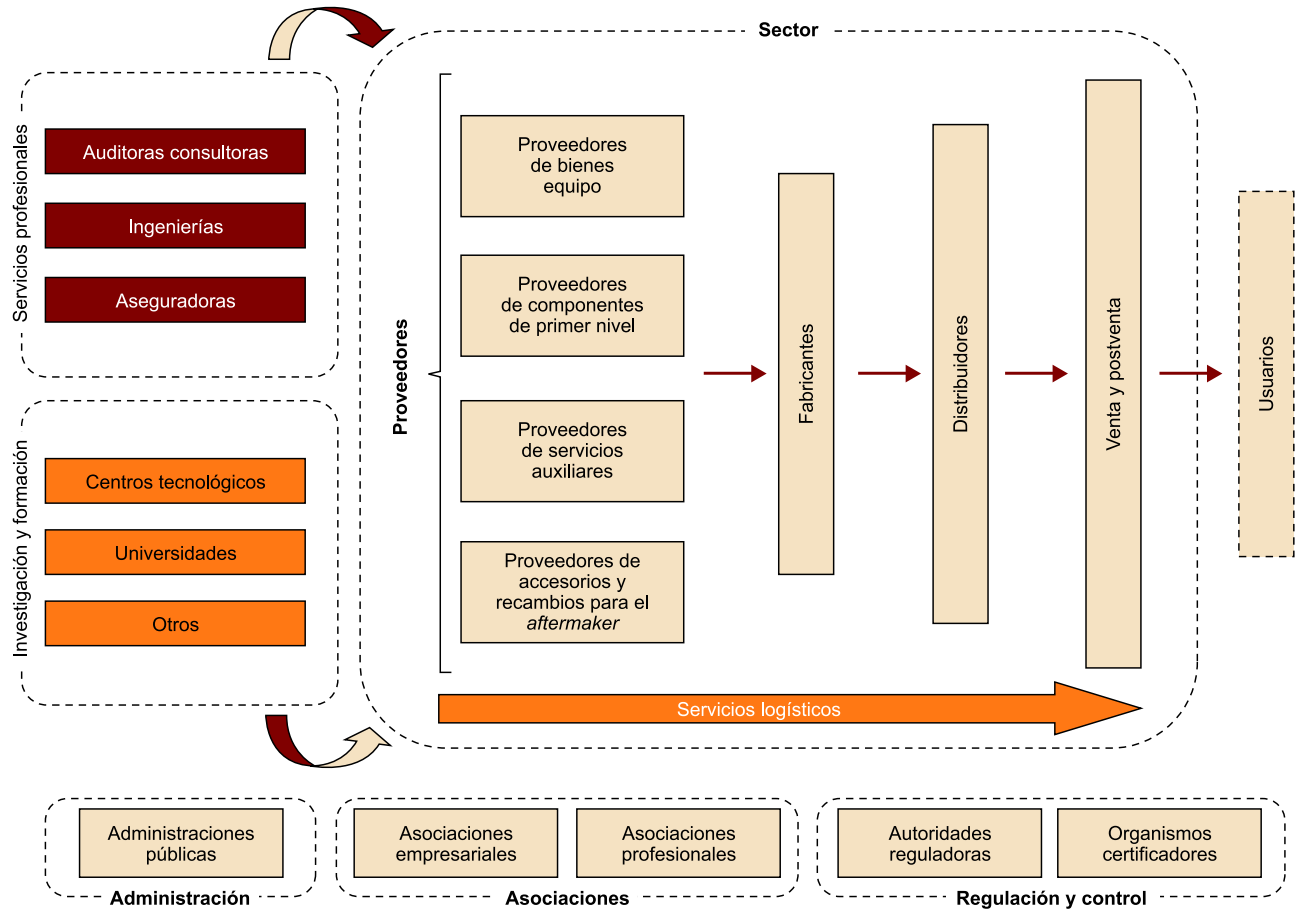 Sector
Servicios profesionales
Auditoras consultoras
Ingenierías
Aseguradoras
Investigación y formación
Centros tecnológicos
Universidades
Otros
Proveedores
Proveedores
de bienes
equipo
Proveedores
de componentes
de primer nivel
Proveedores
de servicios
auxiliares
Proveedores de
accesorios y
recambios para el
aftermaker
Fabricantes
Distribuidores
Venta y postventa
Usuarios
Servicios logísticos
Administraciones
públicas
Administración
Asociaciones
empresariales
Asociaciones
profesionales
Asociaciones
Autoridades
reguladoras
Organismos
certificadores
Regulación y control